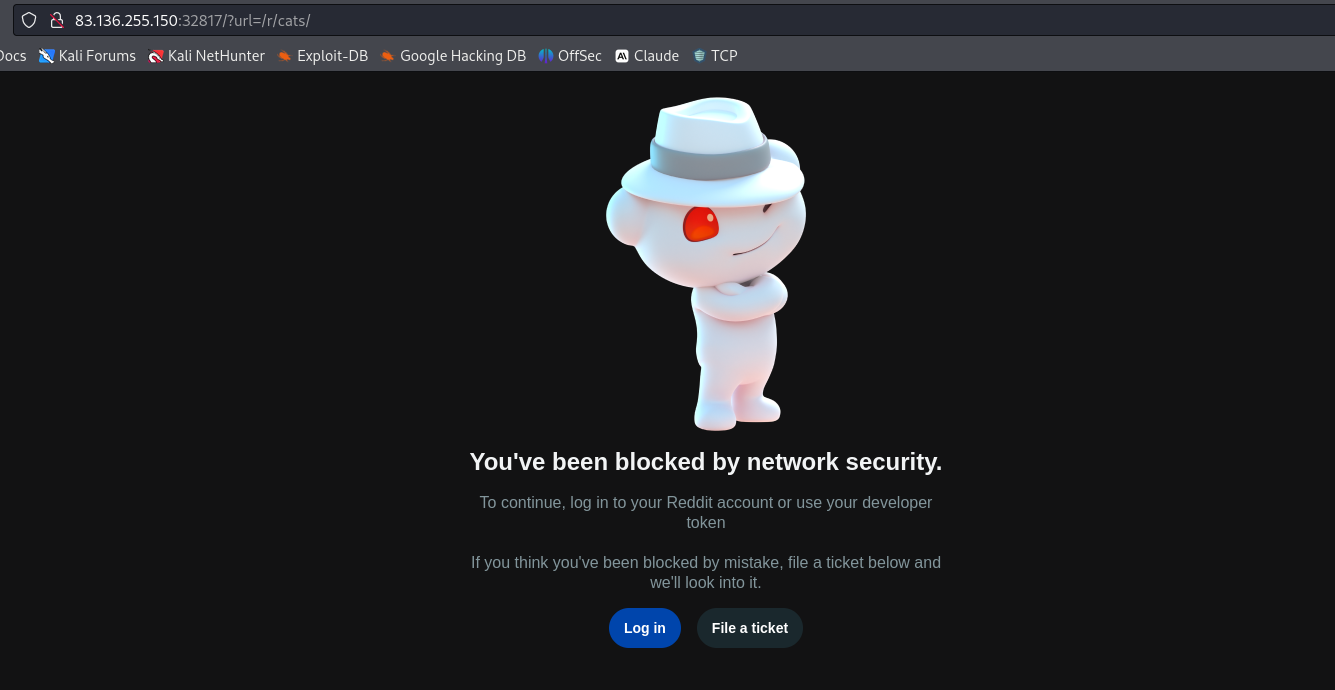 83.136.255.150:32817/?url=/r/cats/
Docs Kali Forums Kali NetHunter Exploit-DB Google Hacking DB OffSec Claude TCP
You've been blocked by network security.
To continue, log in to your Reddit account or use your developer
token
If you think you've been blocked by mistake, file a ticket below and
we'll look into it.
Log in File a ticket